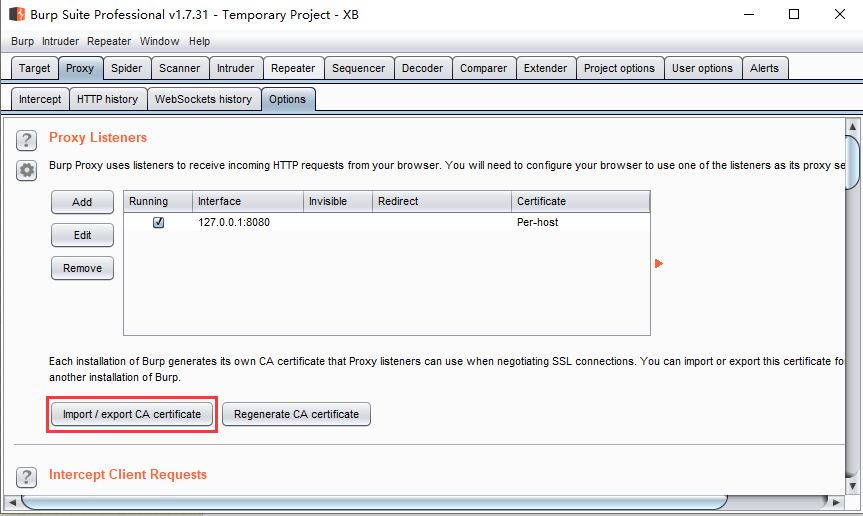 Burp Suite Professional v1.7.31 - Temporary Project - XB
Burp Intruder Repeater Window Help
Target Proxy Spider Scanner Intruder Repeater Sequencer Decoder Comparer Extender Project options User options Alerts
Intercept HTTP history WebSockets history Options
? Proxy Listeners
Burp Proxy uses listeners to receive incoming HTTP requests from your browser. You will need to configure your browser to use one of the listeners as its proxy se
Add Running Interface Invisible Redirect Certificate
127.0.0.1:8080 Per-host
Edit
Remove
Each installation of Burp generates its own CA certificate that Proxy listeners can use when negotiating SSL connections. You can import or export this certificate fo
another installation of Burp.
Import / export CA certificate Regenerate CA certificate
? Intercept Client Requests